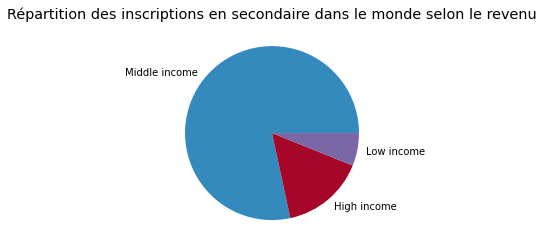 Répartition des inscriptions en secondaire dans le monde selon le revenu
Middle income
Low income
High income